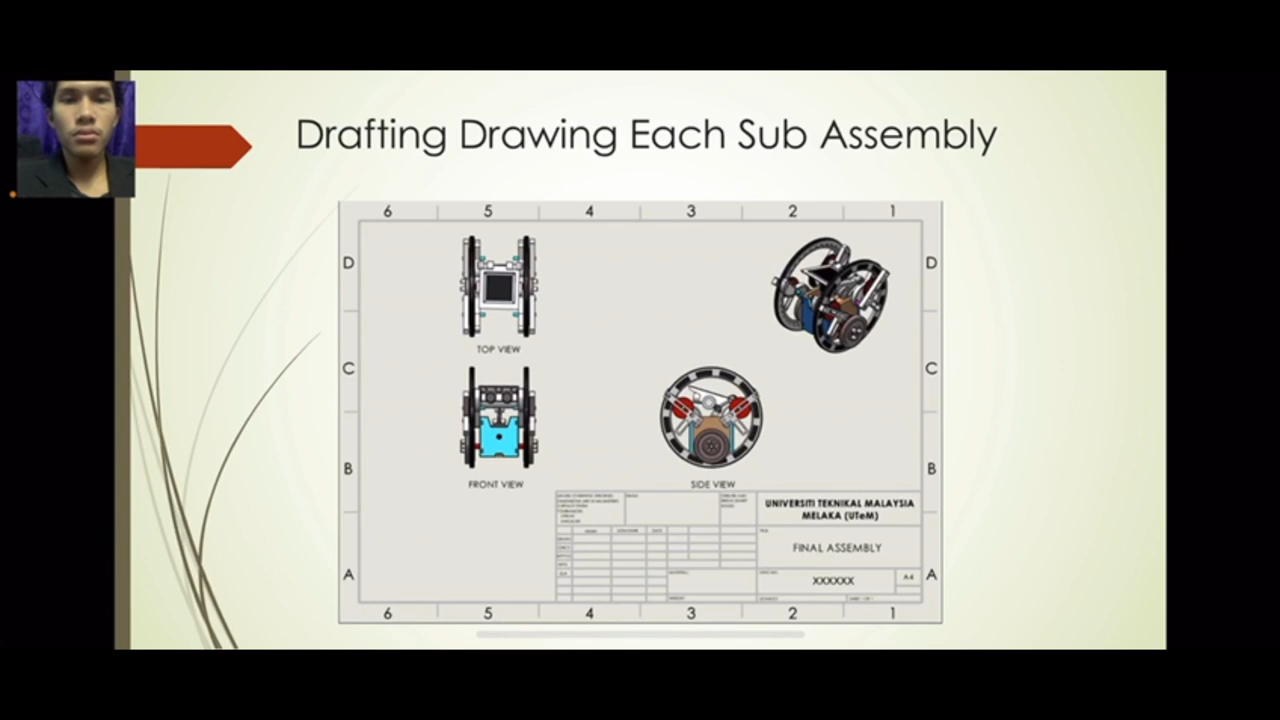 Drafting Drawing Each Sub Assembly
6 5 4 3 2 1
D D
TOP VIEW
C C
B B
FRONT VIEW
SIDE VIEW
UNIVERSITI TEKNIKAL MALAYSIA
MELAKA (UTeM)
FINAL ASSEMBLY
A A
XXXXXX
A4
6 5 4 3 2 1